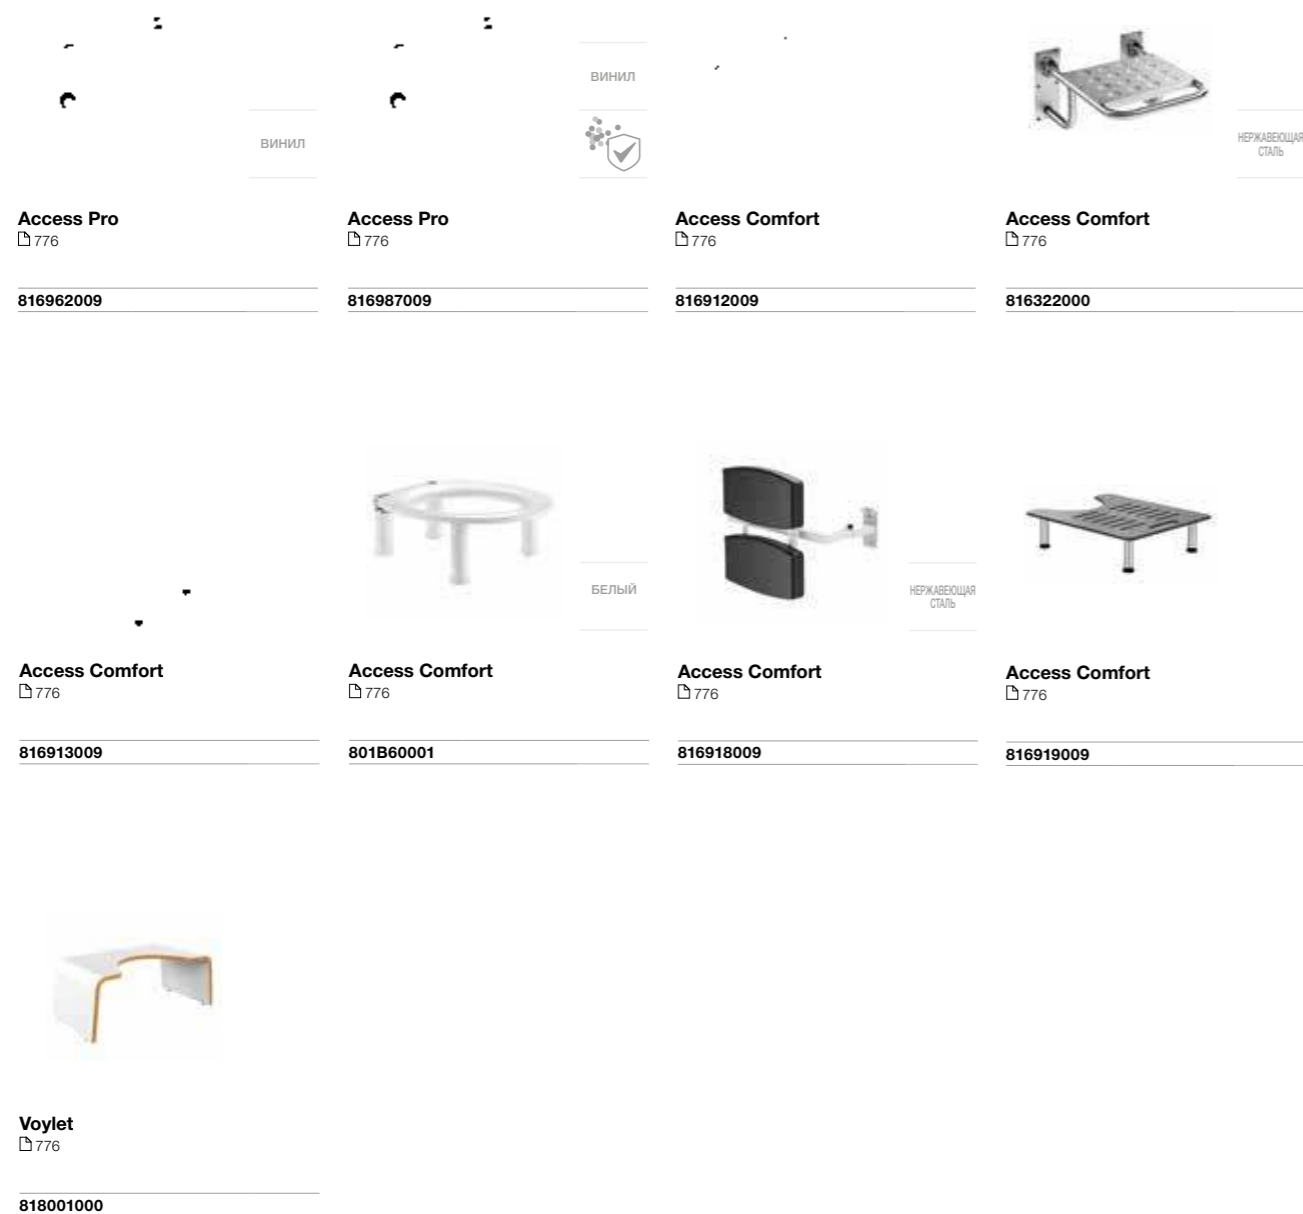 ВИНИЛ
Access Pro
776
816962009
ВИНИЛ
Access Pro
776
816987009
Access Comfort
776
816912009
НЕРЖАВЕЮЩАЯ
СТАЛЬ
Access Comfort
776
816322000
Access Comfort
776
816913009
БЕЛЫЙ
Access Comfort
776
801B60001
НЕРЖАВЕЮЩАЯ
СТАЛЬ
Access Comfort
776
816918009
Access Comfort
776
816919009
Voylet
776
818001000